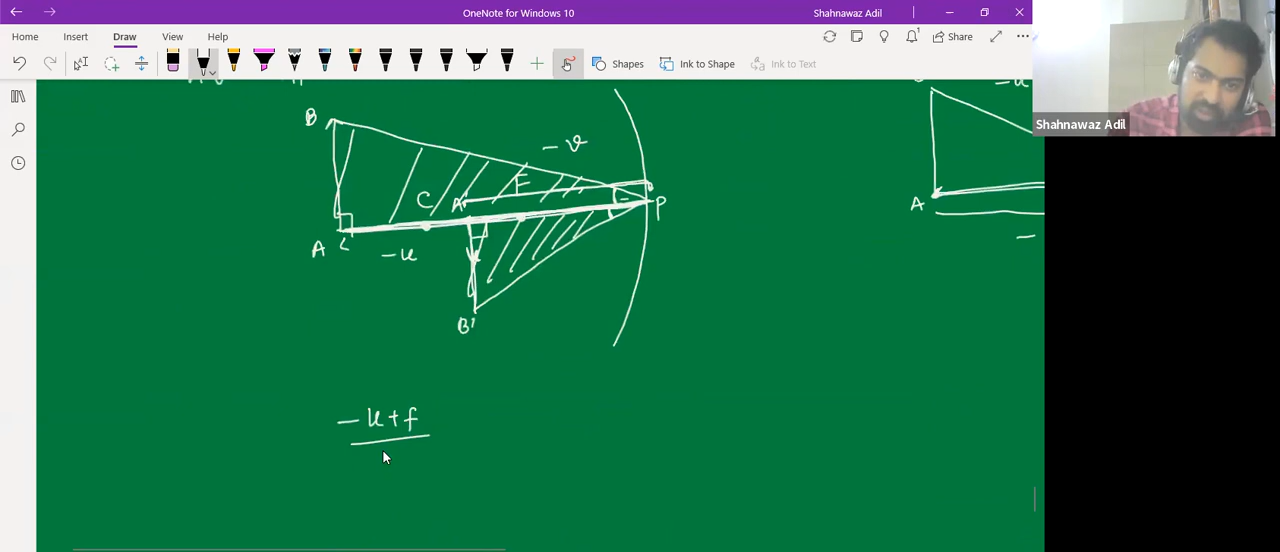 OneNote for Windows 10
Shahnawaz Adil
Home Insert Draw View Help
Share
Shapes
Ink to Shape
Ink to Text
Shahnawaz Adil
B
-v
-u
F
C
A'
P
A
-u
B'
A
-
-u+f